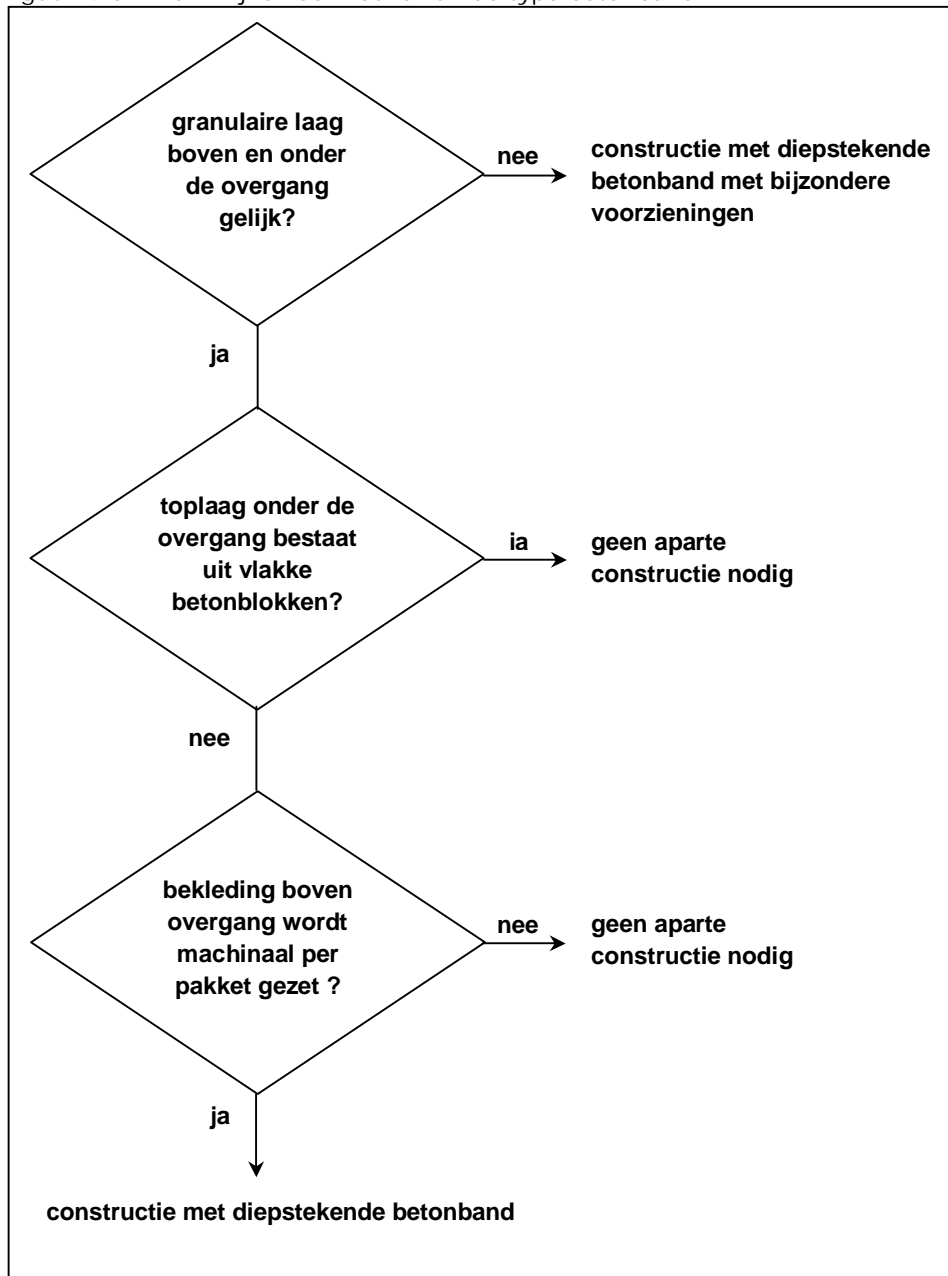 granulaire laag
boven en onder
de overgang
gelijk?
nee
constructie met diepstekende
betonband met bijzondere
voorzieningen
ja
toplaag onder de
overgang bestaat
uit vlakke
betonblokken?
ia
geen aparte
constructie nodig
nee
bekleding boven
overgang wordt
machinaal per
pakket gezet ?
nee
geen aparte
constructie nodig
ja
constructie met diepstekende betonband